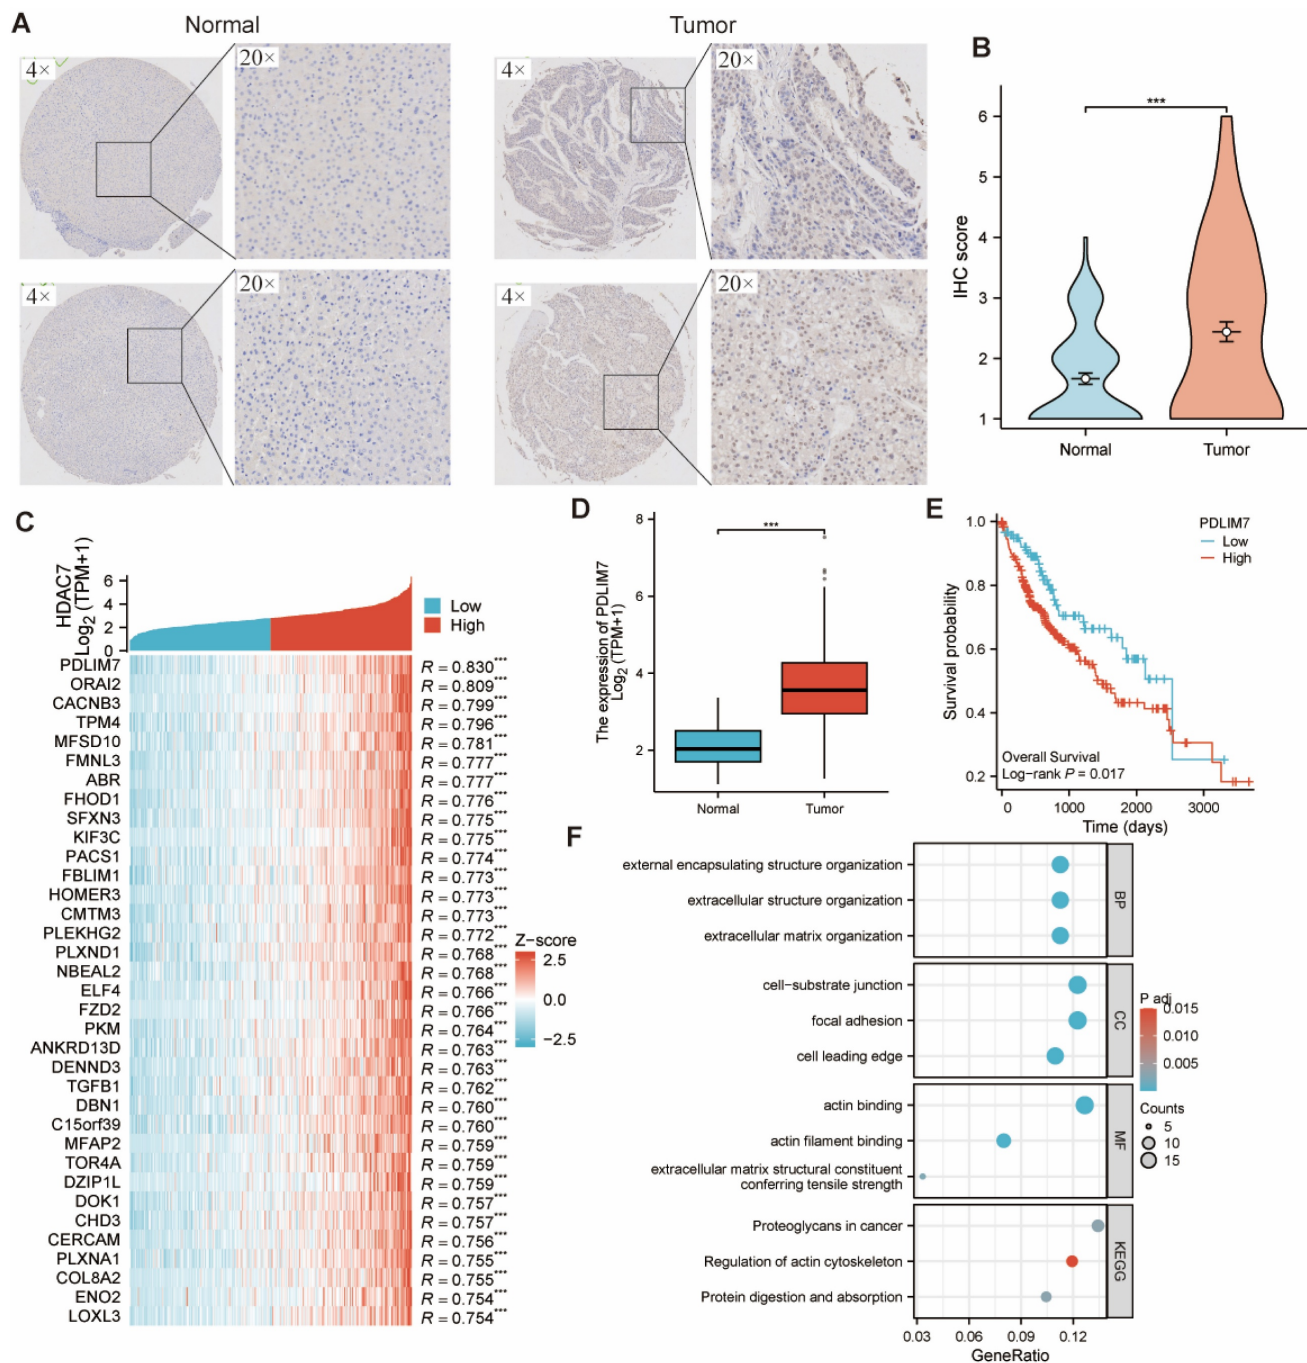 A
Normal
Tumor
4×
20×
4×
20×
4×
20×
4×
20×
B
***
IHC score
6
5
4
3
2
1
Normal
Tumor
C
HDAC7
Log2 (TPM+1)
6
4
2
0
Low
High
PDLIM7 R = 0.830***
ORAI2 R = 0.809***
CACNB3 R = 0.799***
TPM4 R = 0.796***
MFSD10 R = 0.781***
FMNL3 R = 0.777***
ABR R = 0.777***
FHOD1 R = 0.776***
SFXN3 R = 0.775***
KIF3C R = 0.775***
PACS1 R = 0.774***
FBLIM1 R = 0.773***
HOMER3 R = 0.773***
CMTM3 R = 0.773***
PLEKHG2 R = 0.772***
PLXND1 R = 0.768***
NBEAL2 R = 0.768***
ELF4 R = 0.766***
FZD2 R = 0.766***
PKM R = 0.764***
ANKRD13D R = 0.763***
DENND3 R = 0.763***
TGFB1 R = 0.762***
DBN1 R = 0.760***
C15orf39 R = 0.760***
MFAP2 R = 0.759***
TOR4A R = 0.759***
DZIP1L R = 0.759***
DOK1 R = 0.757***
CHD3 R = 0.757***
CERCAM R = 0.756***
PLXNA1 R = 0.755***
COL8A2 R = 0.755***
ENO2 R = 0.754***
LOXL3 R = 0.754***
Z−score
2.5
0.0
−2.5
D
The expression of PDLIM7
Log2 (TPM+1)
8
6
4
2
***
Normal
Tumor
E
Survival probability
1.0
0.8
0.6
0.4
0.2
PDLIM7
Low
High
Overall Survival
Log−rank P = 0.017
0
1000
2000
3000
Time (days)
F
external encapsulating structure organization
extracellular structure organization
extracellular matrix organization
BP
cell−substrate junction
focal adhesion
cell leading edge
CC
actin binding
actin filament binding
extracellular matrix structural constituent
conferring tensile strength
MF
Proteoglycans in cancer
Regulation of actin cytoskeleton
Protein digestion and absorption
KEGG
0.03
0.06
0.09
0.12
GeneRatio
P adj
0.015
0.010
0.005
Counts
5
10
15